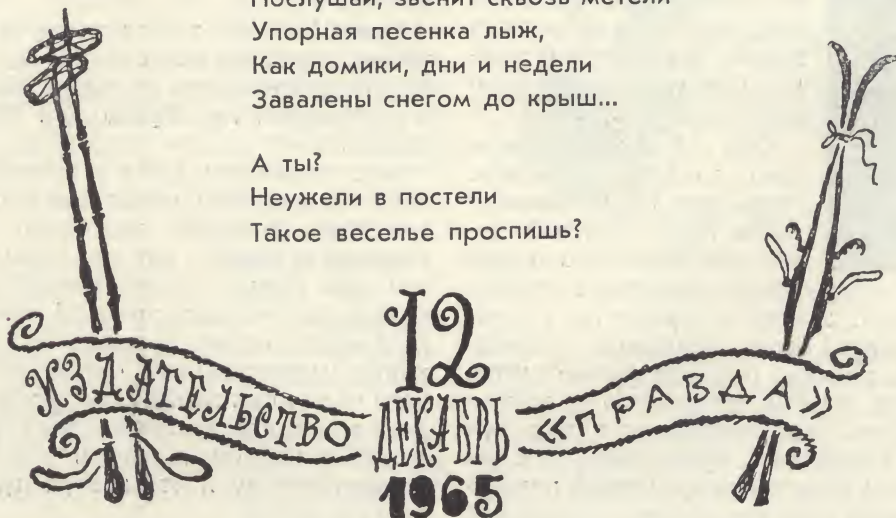 Послушай, звенит сквозь метели
Упорная песенка лыж,
Как домики, дни и недели
Завалены снегом до крыш...
А ты?
Неужели в постели
Такое веселье проспишь?
ИЗДАТЕЛЬСТВО
12
ДЕКАБРЬ
1965
«ПРАВДА»